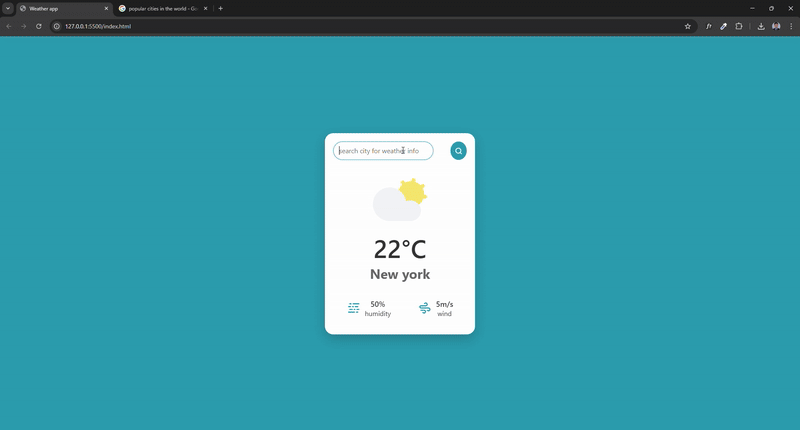 Weather app
popular cities in the world - Go
127.0.0.1:5500/index.html
f?
search city for weather info
22°C
New york
50%
humidity
5m/s
wind